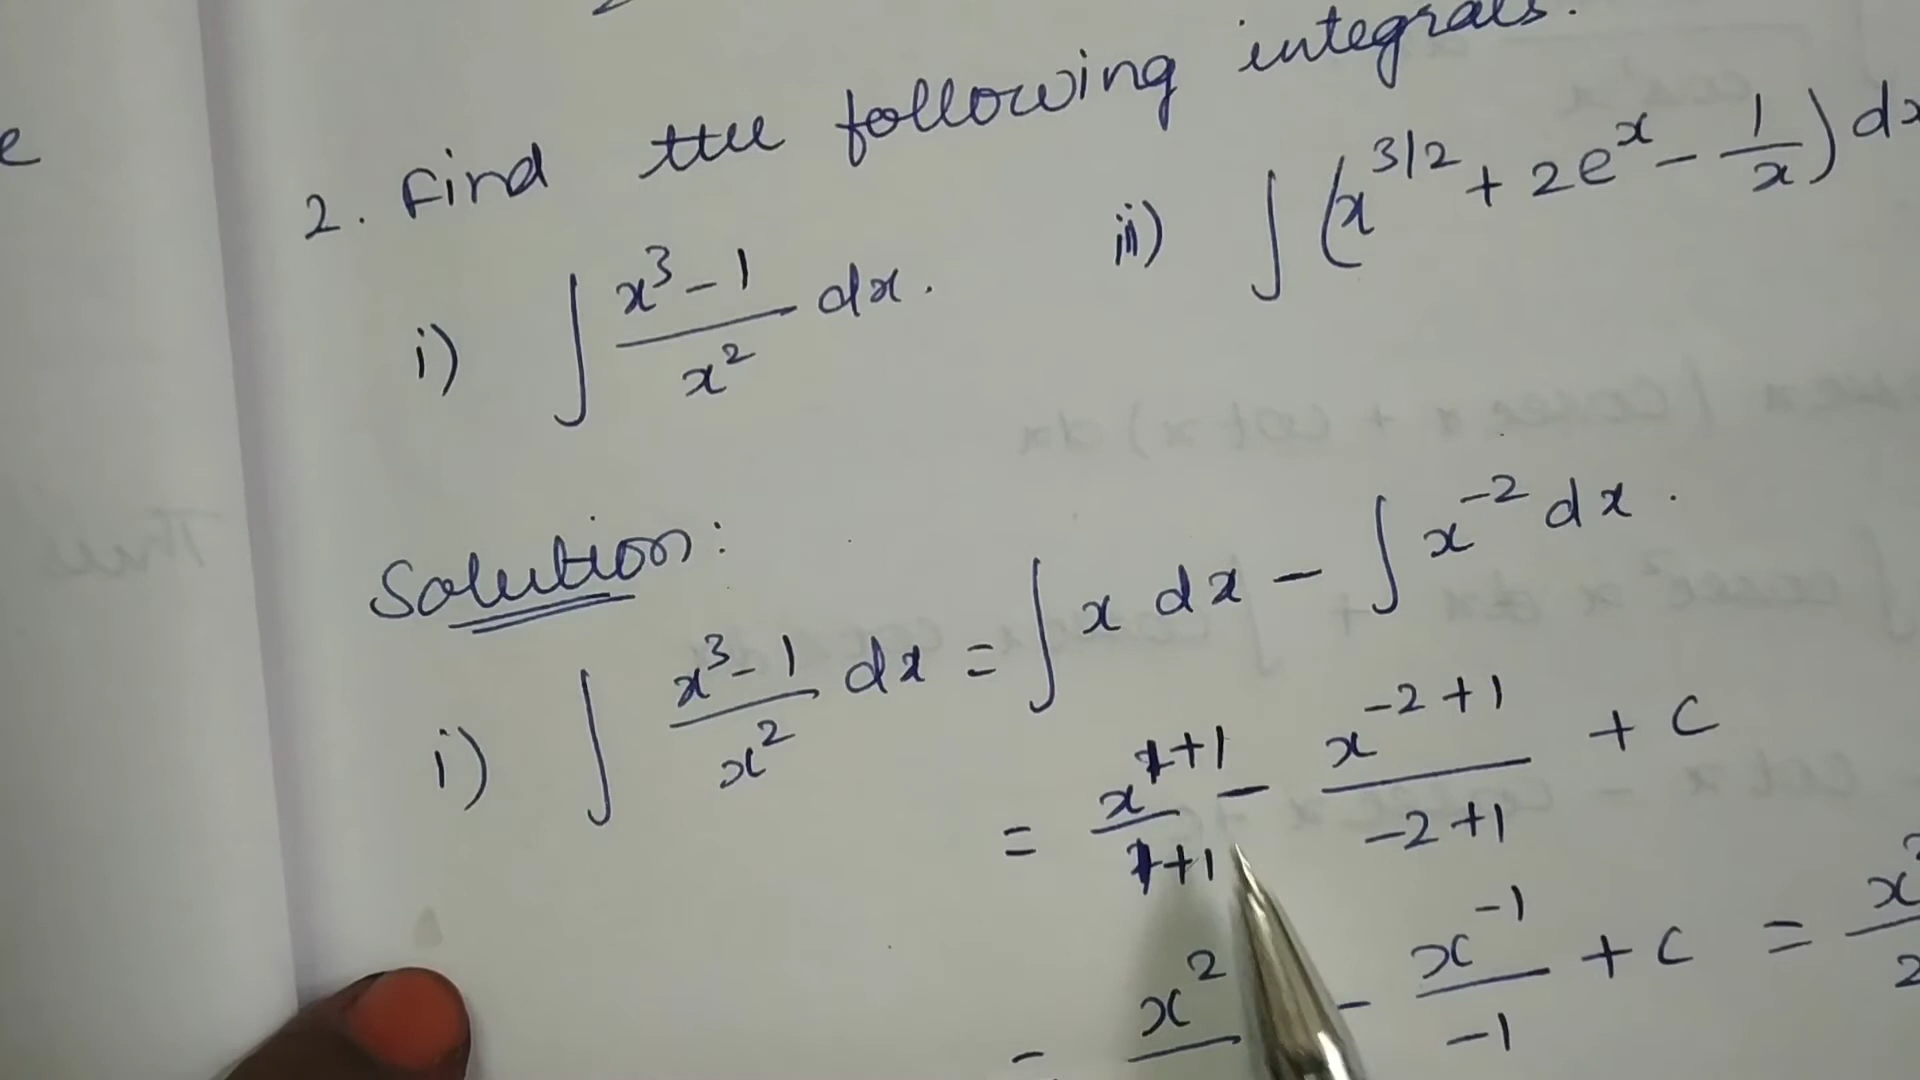 e
2. Find the following integrals.
i) ∫ x³-1/x² dx. ii) ∫ (x^3/2 + 2e^x - 1/x) dx
Solution:
i) ∫ x³-1/x² dx = ∫ x dx - ∫ x^-2 dx.
= x^1+1/1+1 - x^-2+1/-2+1 + C
= x²/ - x^-1/-1 + C = x/2